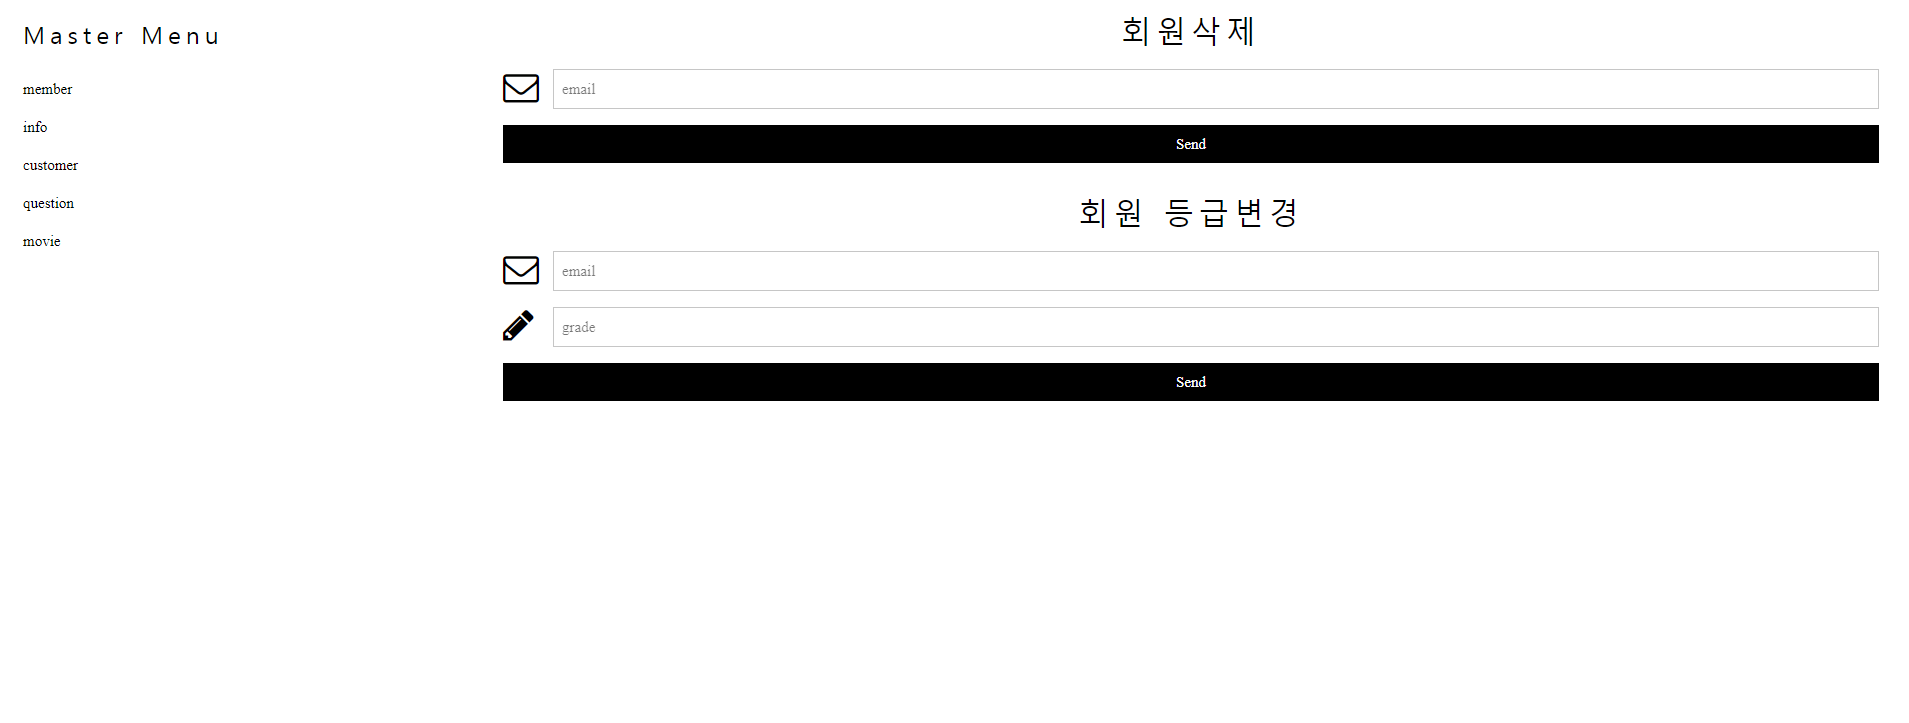 Master Menu
member
info
customer
question
movie
회원삭제
email
Send
회원 등급변경
email
grade
Send